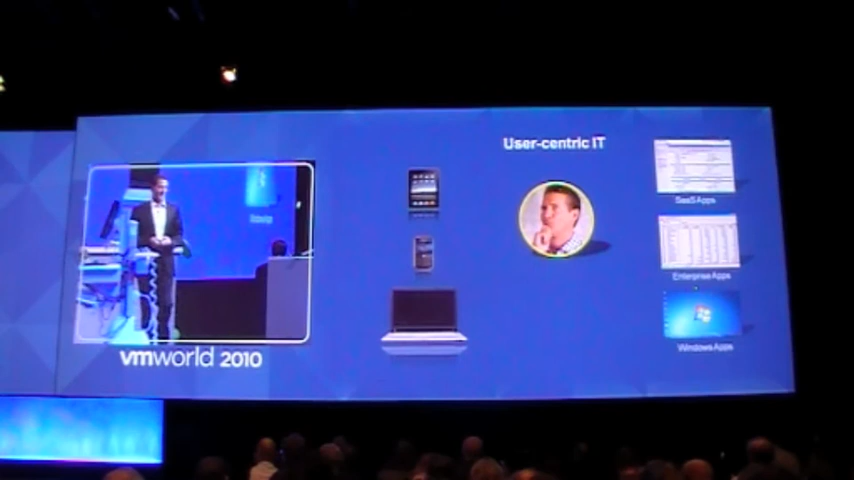 User-centric IT
SaaS Apps
Enterprise Apps
Windows Apps
vmworld 2010